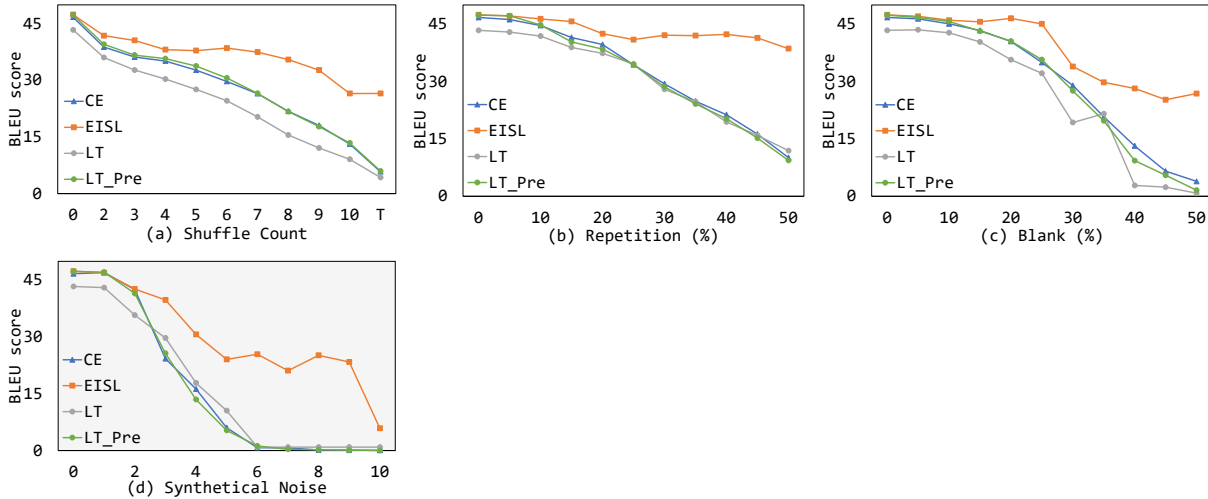 45
30
15
0
BLEU score
CE
EISL
LT
LT_Pre
0 2 3 4 5 6 7 8 9 10 T
(a) Shuffle Count
45
30
15
0
BLEU score
CE
EISL
LT
LT_Pre
0 10 20 30 40 50
(b) Repetition (%)
45
30
15
0
BLEU score
CE
EISL
LT
LT_Pre
0 10 20 30 40 50
(c) Blank (%)
45
30
15
0
BLEU score
CE
EISL
LT
LT_Pre
0 2 4 6 8 10
(d) Synthetical Noise